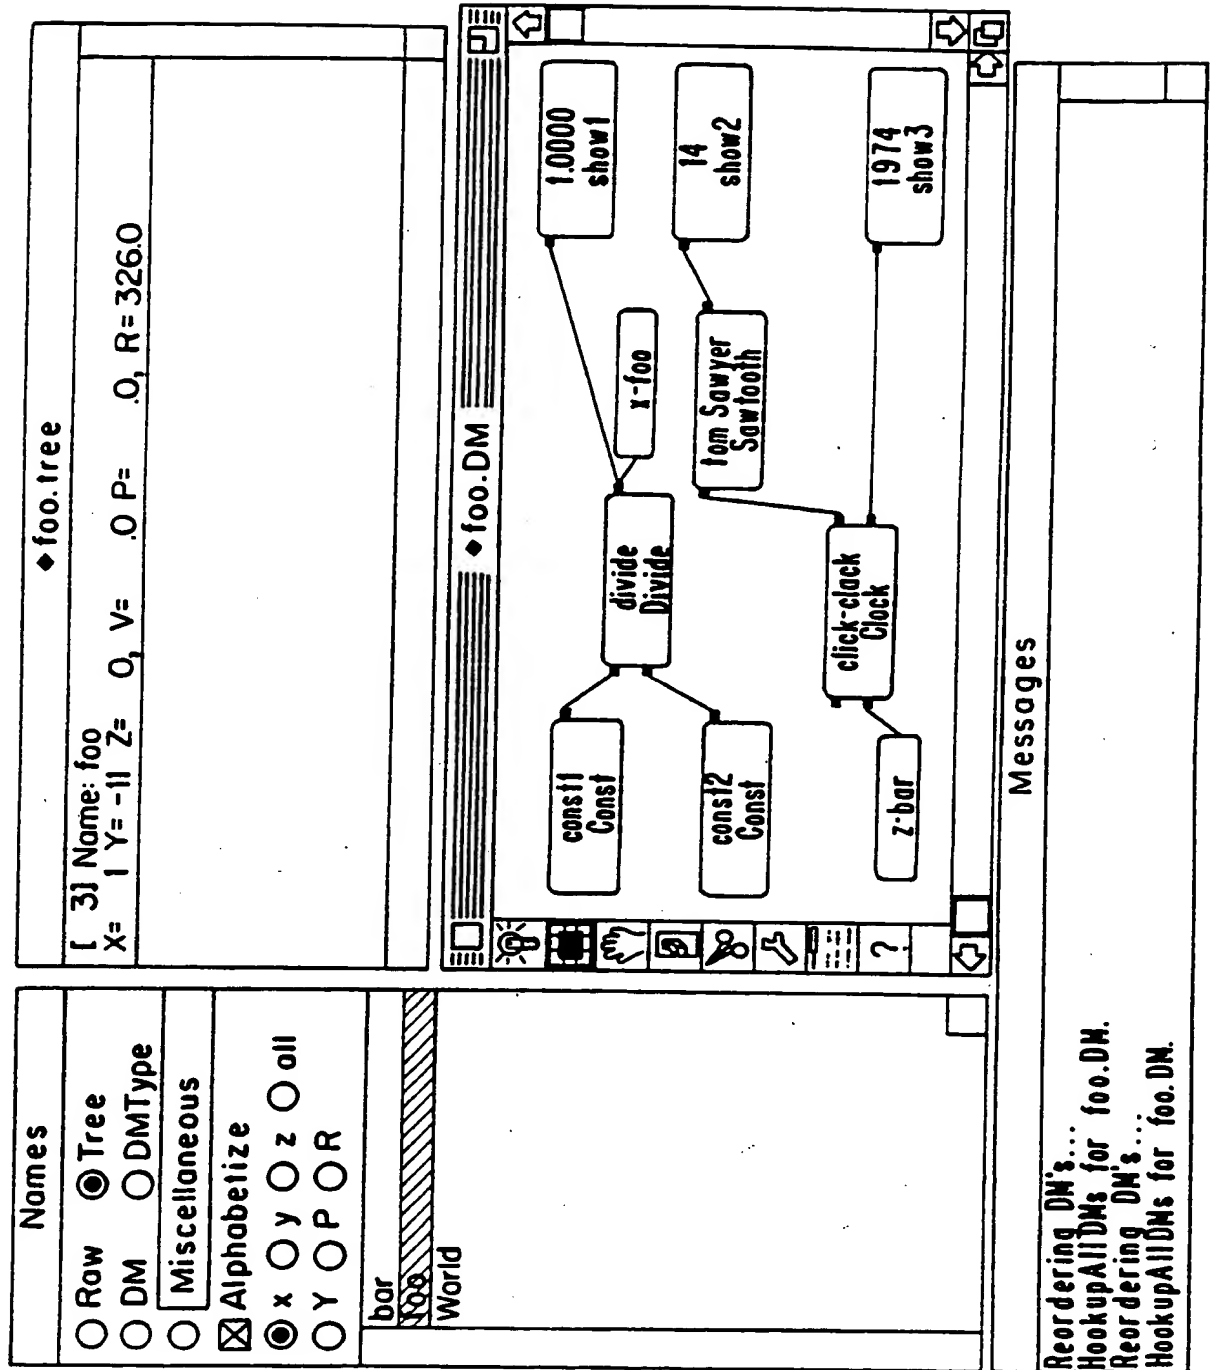 Names
Raw Tree
DM DMType
Miscellaneous
Alphabetize
x y z all
Y P R
bar
foo
World
◆foo.tree
[ 3] Name: foo
X= 1 Y= -11 Z= 0, V= .0 P= .0, R= 326.0
◆foo.DM
?
const1
Const
const2
Const
z-bar
divide
Divide
click-clack
Clock
x-foo
tom Sawyer
Sawtooth
1.0000
show1
14
show2
1974
show3
Messages
Reordering DM's...
HookupAllDMs for foo.DM.
Reordering DM's...
HookupAllDMs for foo.DM.